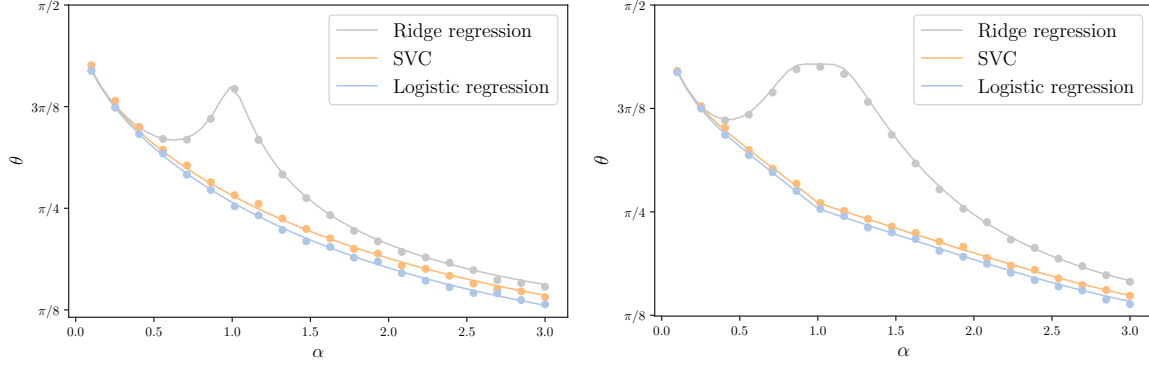 π/2
3π/8
π/4
π/8
θ
0.0 0.5 1.0 1.5 2.0 2.5 3.0
α
Ridge regression
SVC
Logistic regression
π/2
3π/8
π/4
π/8
θ
0.0 0.5 1.0 1.5 2.0 2.5 3.0
α
Ridge regression
SVC
Logistic regression